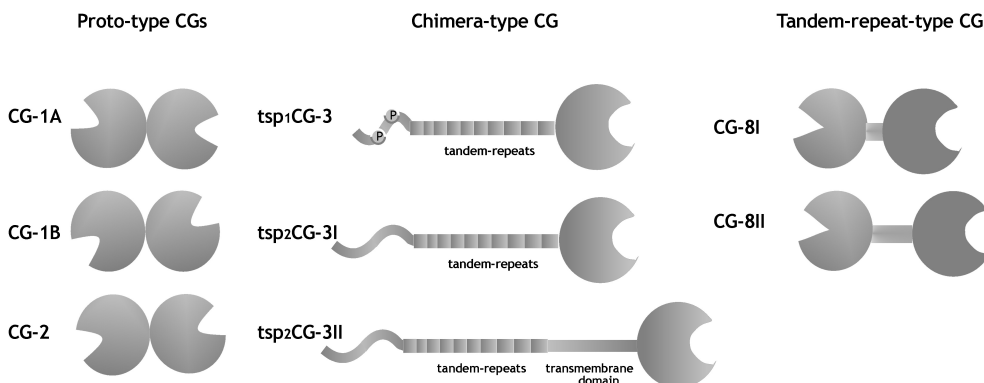 Proto-type CGs
Chimera-type CG
Tandem-repeat-type CG
CG-1A
tsp1CG-3
P
P
tandem-repeats
CG-8I
CG-1B
tsp2CG-3I
tandem-repeats
CG-8II
CG-2
tsp2CG-3II
tandem-repeats
transmembrane
domain